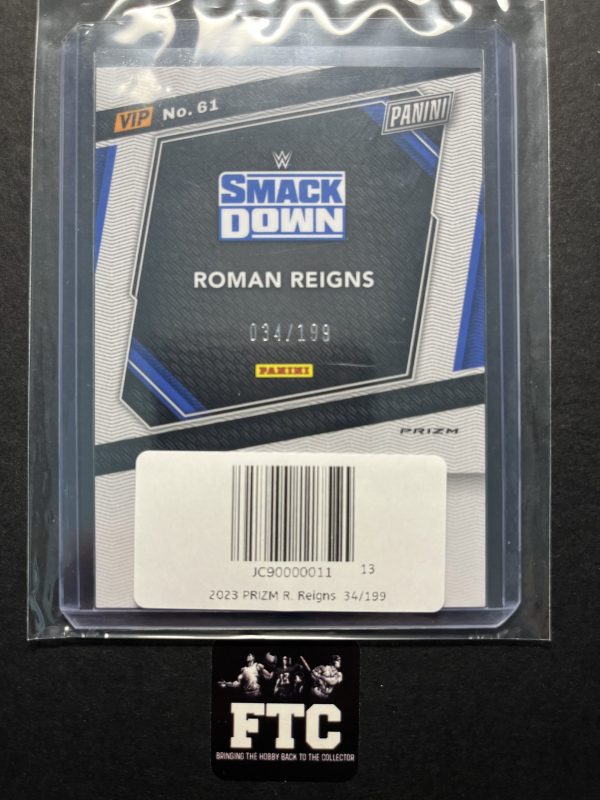 VIP No. 61
PANINI
W
SMACK
DOWN
ROMAN REIGNS
034/199
PANINI
PRIZM
JC90000011 13
2023 PRIZM R. Reigns 34/199
FTC
BRINGING THE HOBBY BACK TO THE COLLECTOR